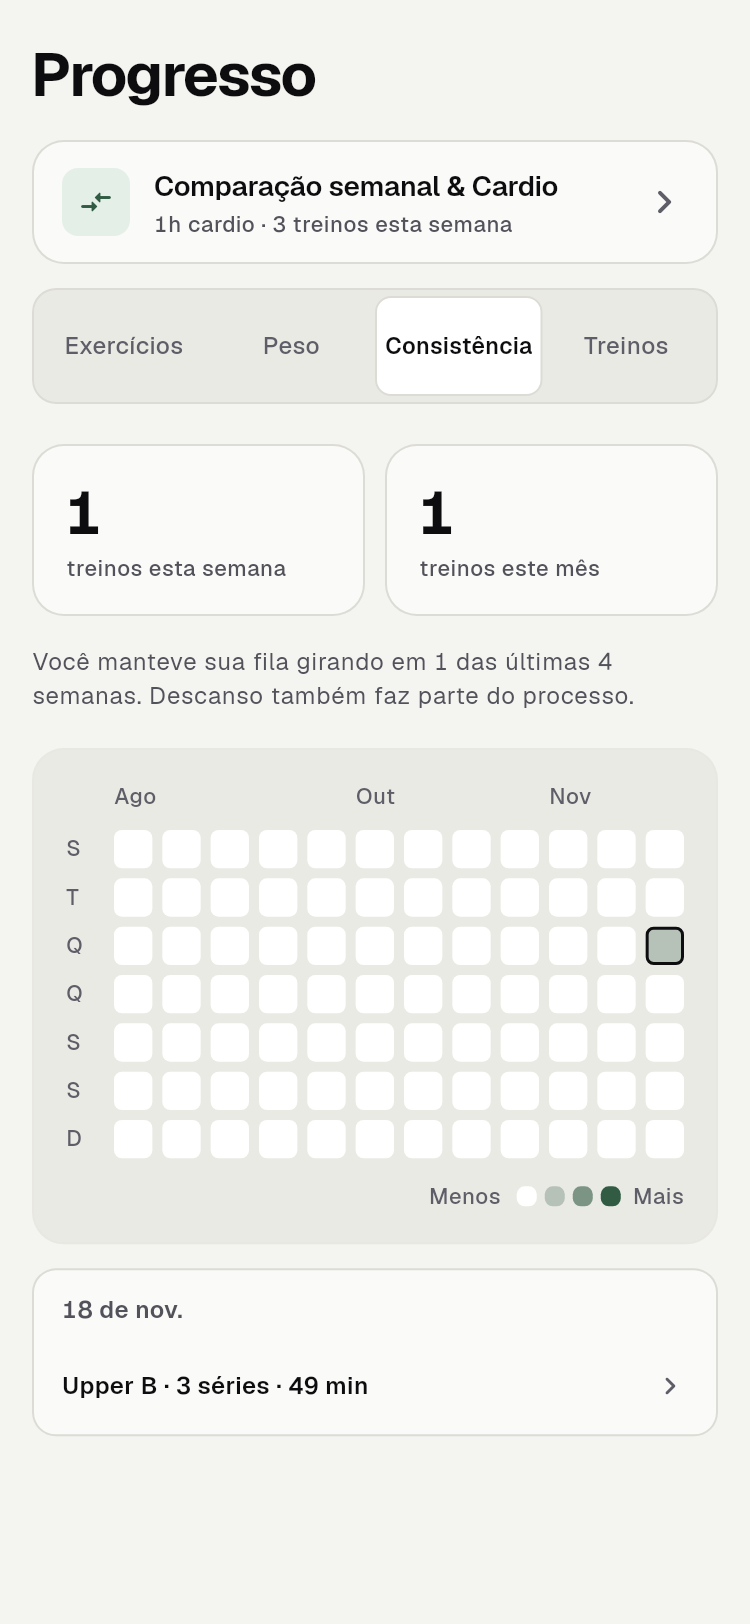 Progresso
Comparação semanal & Cardio
1h cardio · 3 treinos esta semana
Exercícios Peso Consistência Treinos
1
treinos esta semana
1
treinos este mês
Você manteve sua fila girando em 1 das últimas 4
semanas. Descanso também faz parte do processo.
Ago Out Nov
S
T
Q
Q
S
S
D
Menos Mais
18 de nov.
Upper B · 3 séries · 49 min